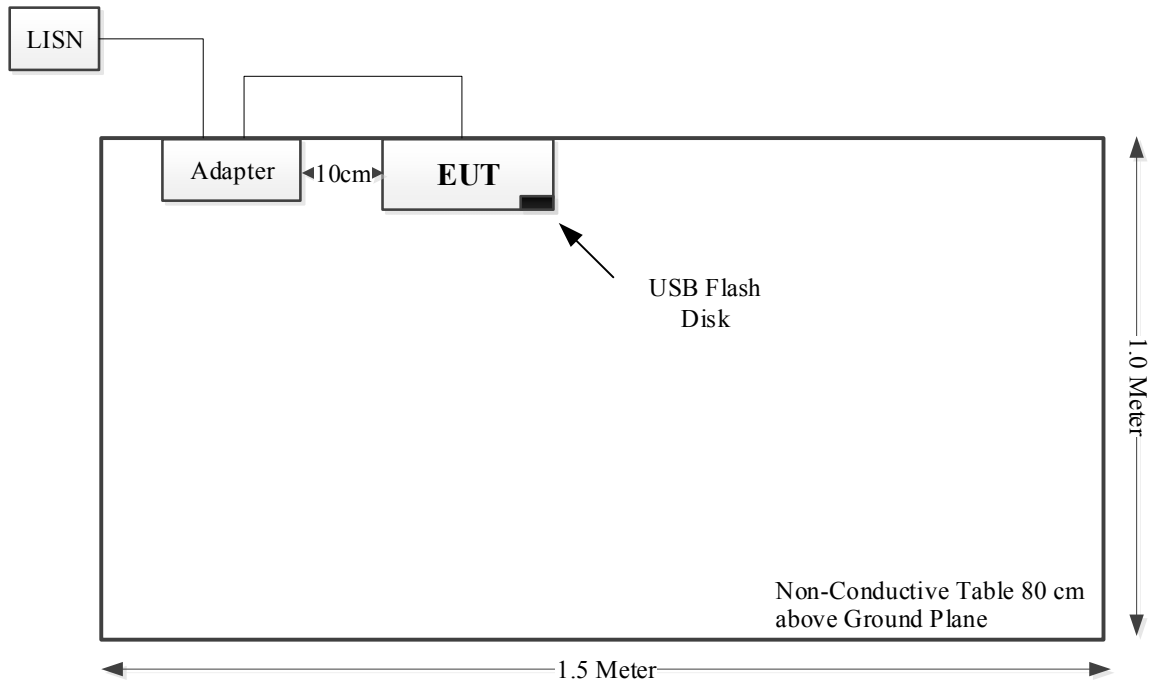 LISN
Adapter
10cm
EUT
USB Flash
Disk
1.0 Meter
Non-Conductive Table 80 cm
above Ground Plane
1.5 Meter